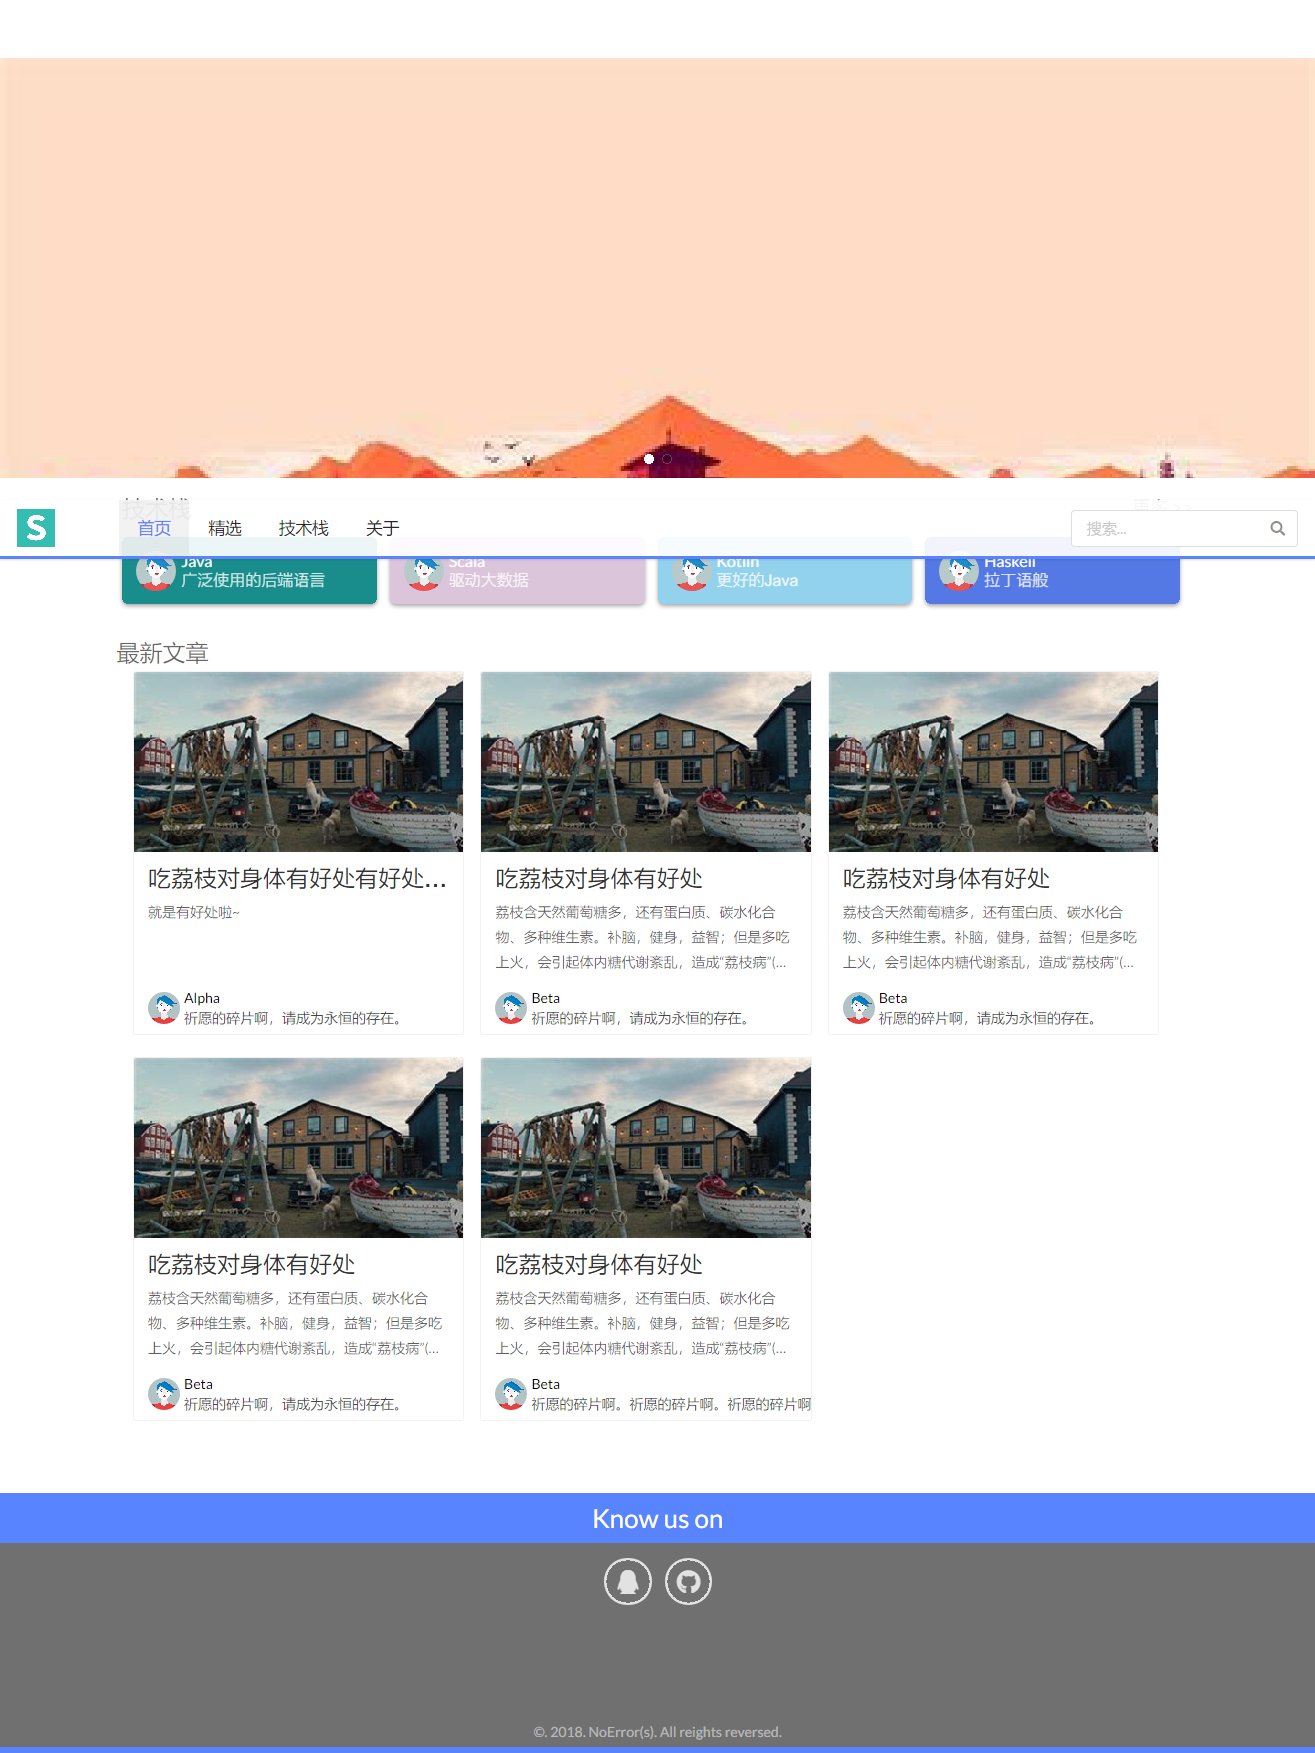 技术栈
S
首页
精选
技术栈
关于
搜索...
Java
广泛使用的后端语言
Scala
驱动大数据
Kotlin
更好的Java
Haskell
拉丁语般
最新文章
吃荔枝对身体有好处有好处...
就是有好处啦~
Alpha
祈愿的碎片啊，请成为永恒的存在。
吃荔枝对身体有好处
荔枝含天然葡萄糖多，还有蛋白质、碳水化合
物、多种维生素。补脑，健身，益智；但是多吃
上火，会引起体内糖代谢紊乱，造成“荔枝病”(...
Beta
祈愿的碎片啊，请成为永恒的存在。
吃荔枝对身体有好处
荔枝含天然葡萄糖多，还有蛋白质、碳水化合
物、多种维生素。补脑，健身，益智；但是多吃
上火，会引起体内糖代谢紊乱，造成“荔枝病”(...
Beta
祈愿的碎片啊，请成为永恒的存在。
吃荔枝对身体有好处
荔枝含天然葡萄糖多，还有蛋白质、碳水化合
物、多种维生素。补脑，健身，益智；但是多吃
上火，会引起体内糖代谢紊乱，造成“荔枝病”(...
Beta
祈愿的碎片啊，请成为永恒的存在。
吃荔枝对身体有好处
荔枝含天然葡萄糖多，还有蛋白质、碳水化合
物、多种维生素。补脑，健身，益智；但是多吃
上火，会引起体内糖代谢紊乱，造成“荔枝病”(...
Beta
祈愿的碎片啊。祈愿的碎片啊。祈愿的碎片啊
Know us on
©. 2018. NoError(s). All reights reversed.